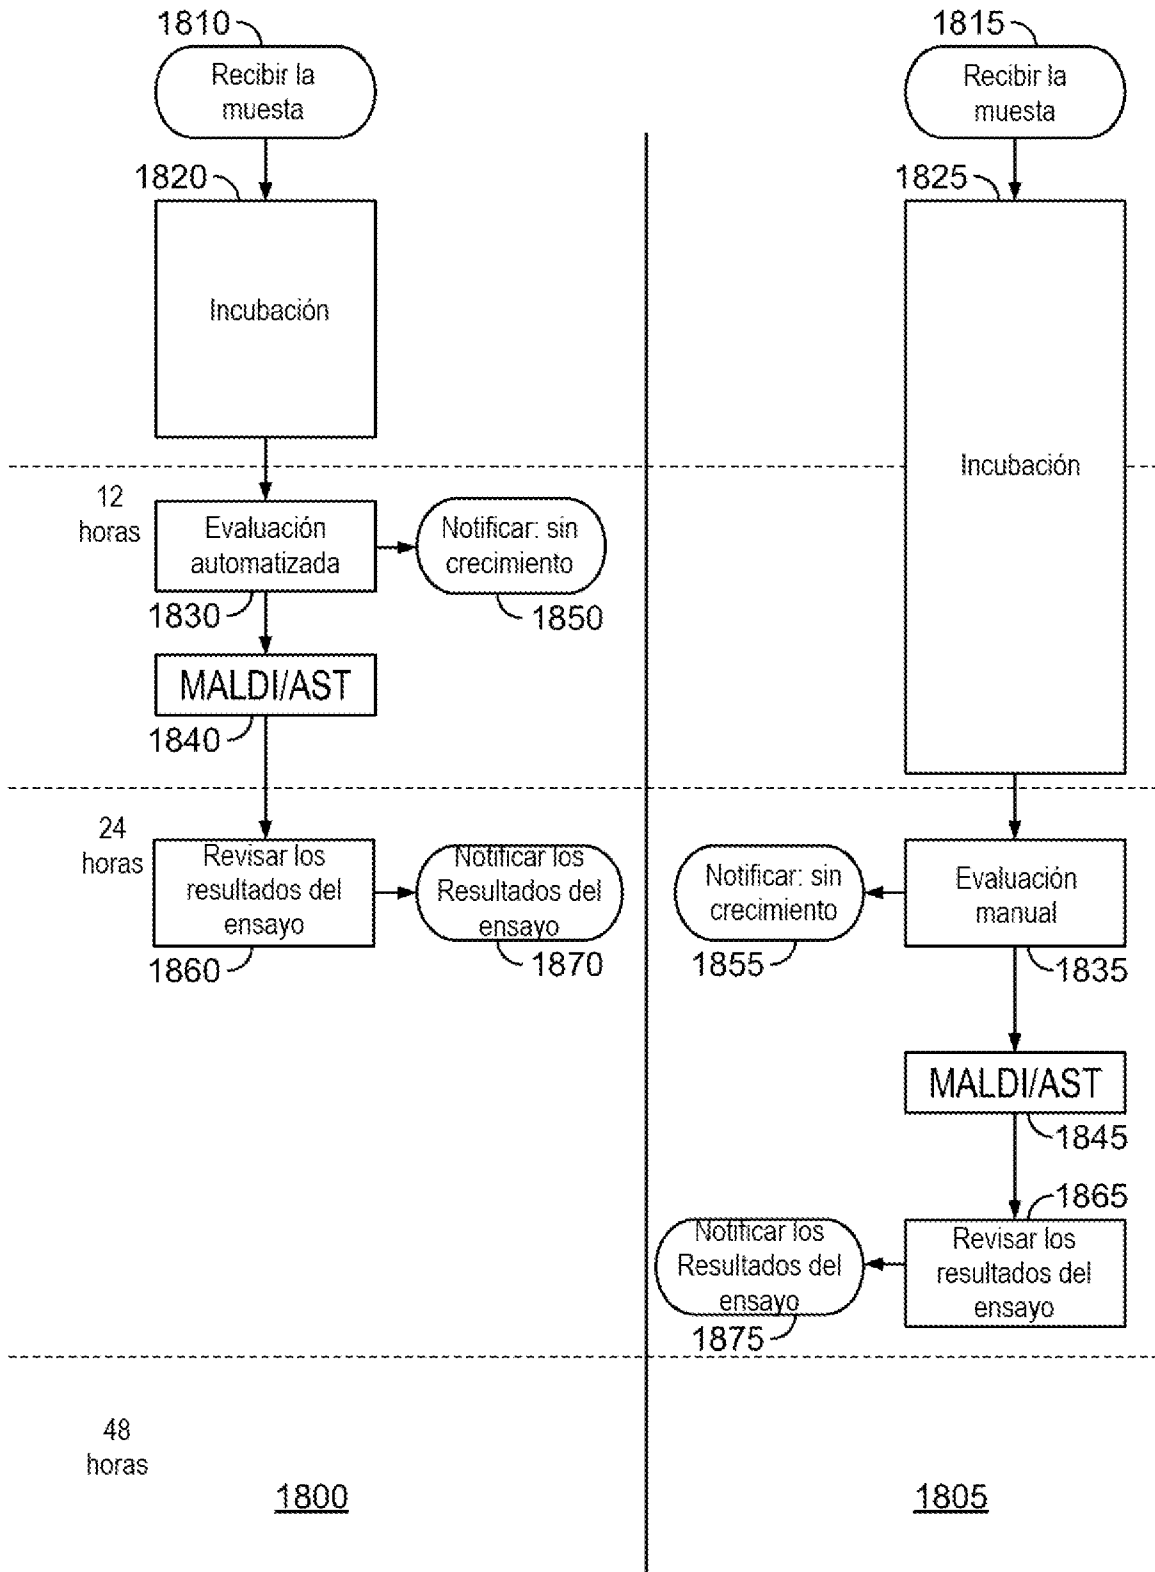 1810
Recibir la
muesta
1820
Incubación
12
horas
Evaluación
automatizada
1830
Notificar: sin
crecimiento
1850
MALDI/AST
1840
24
horas
Revisar los
resultados del
ensayo
1860
Notificar los
Resultados del
ensayo
1870
48
horas
1800
1815
Recibir la
muesta
1825
Incubación
Notificar: sin
crecimiento
1855
Evaluación
manual
1835
MALDI/AST
1845
1865
Notificar los
Resultados del
ensayo
1875
Revisar los
resultados del
ensayo
1805